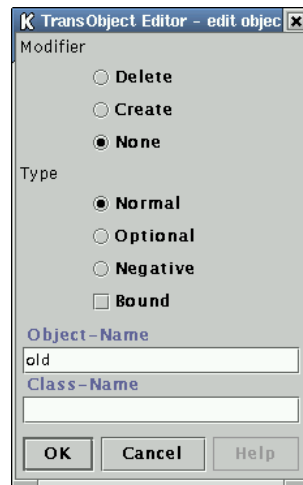 TransObject Editor - edit objec
Modifier
Delete
Create
None
Type
Normal
Optional
Negative
Bound
Object-Name
old
Class-Name
OK Cancel Help